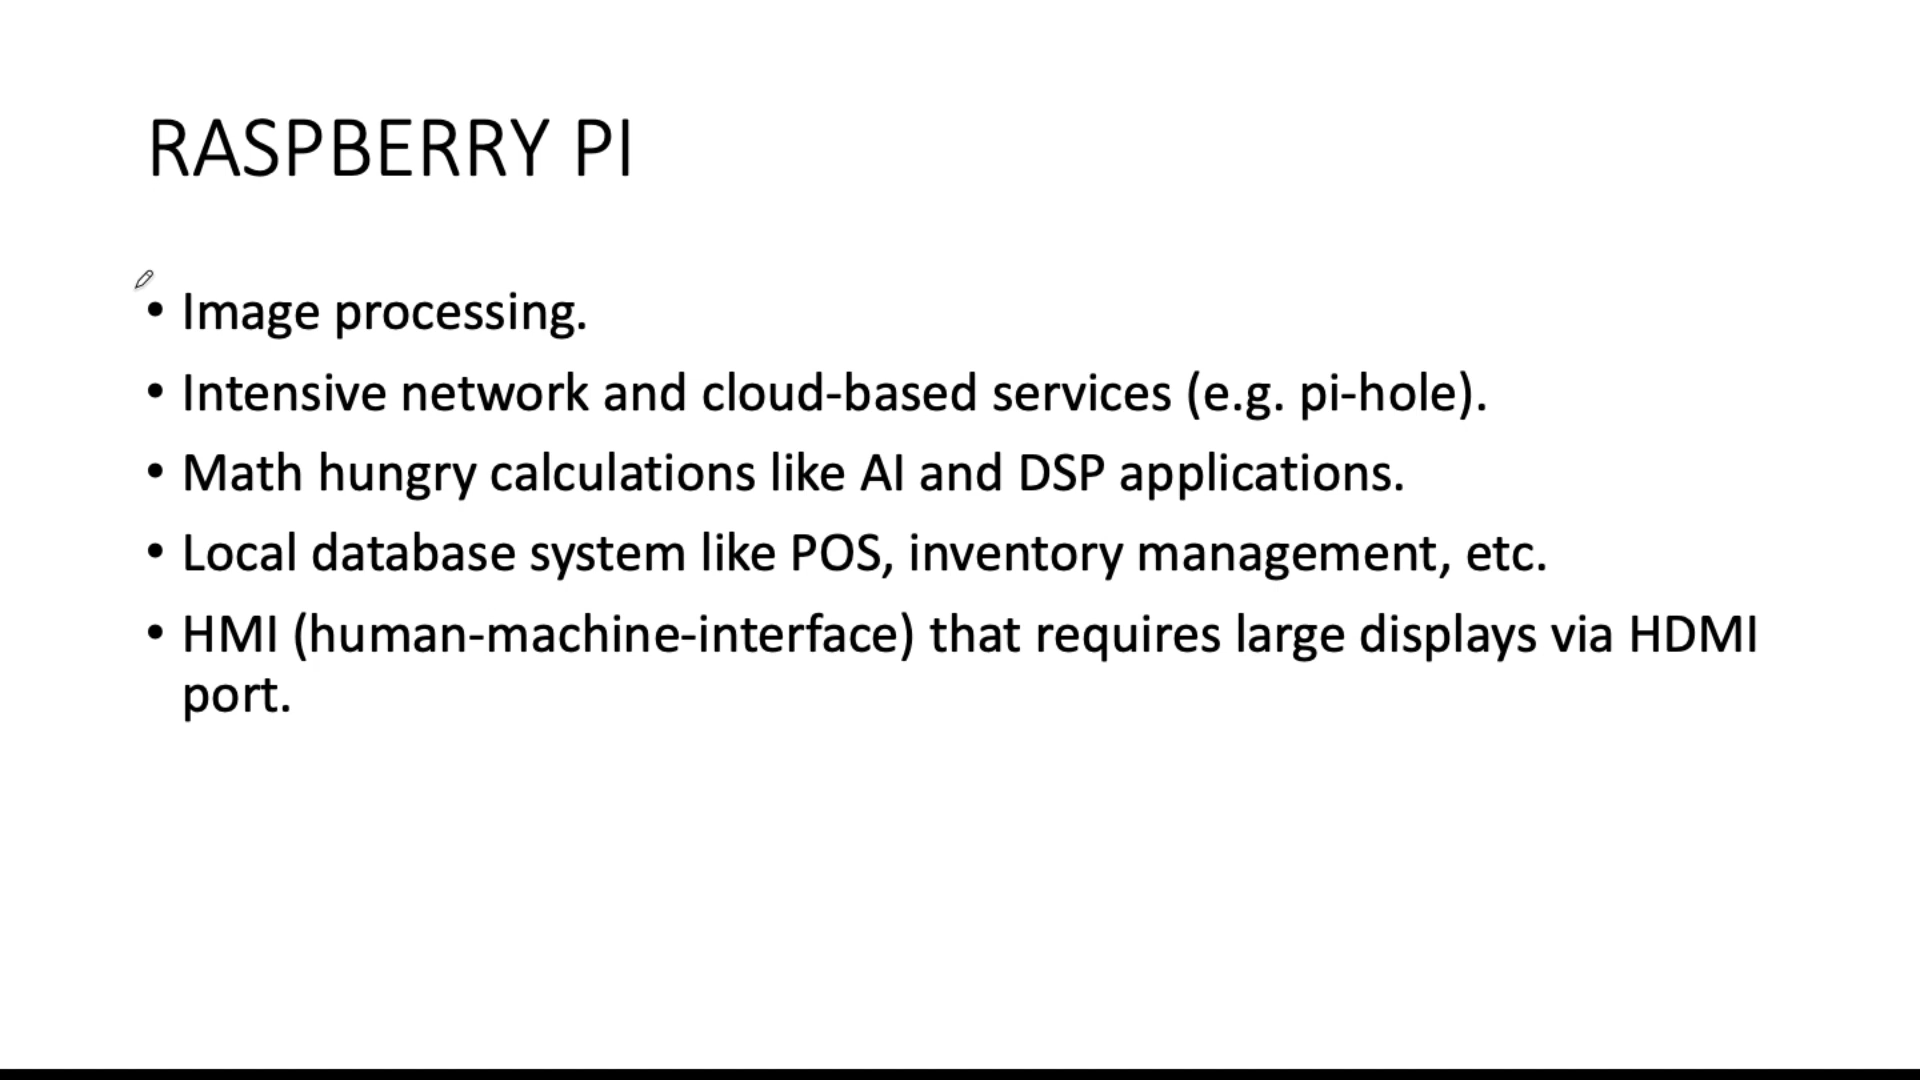 RASPBERRY PI
• Image processing.
• Intensive network and cloud-based services (e.g. pi-hole).
• Math hungry calculations like AI and DSP applications.
• Local database system like POS, inventory management, etc.
• HMI (human-machine-interface) that requires large displays via HDMI
port.